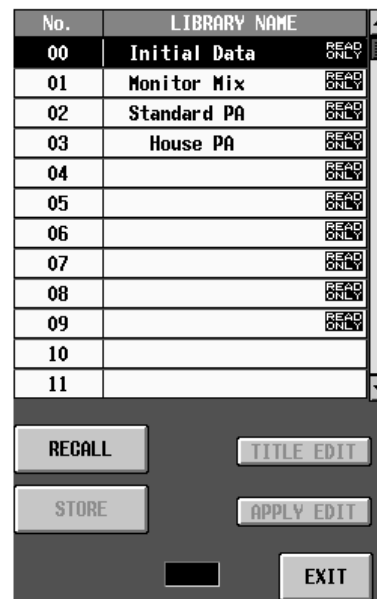 No. LIBRARY NAME
00 Initial Data READ ONLY
01 Monitor Mix READ ONLY
02 Standard PA READ ONLY
03 House PA READ ONLY
04 READ ONLY
05 READ ONLY
06 READ ONLY
07 READ ONLY
08 READ ONLY
09 READ ONLY
10
11
RECALL TITLE EDIT
STORE APPLY EDIT
EXIT